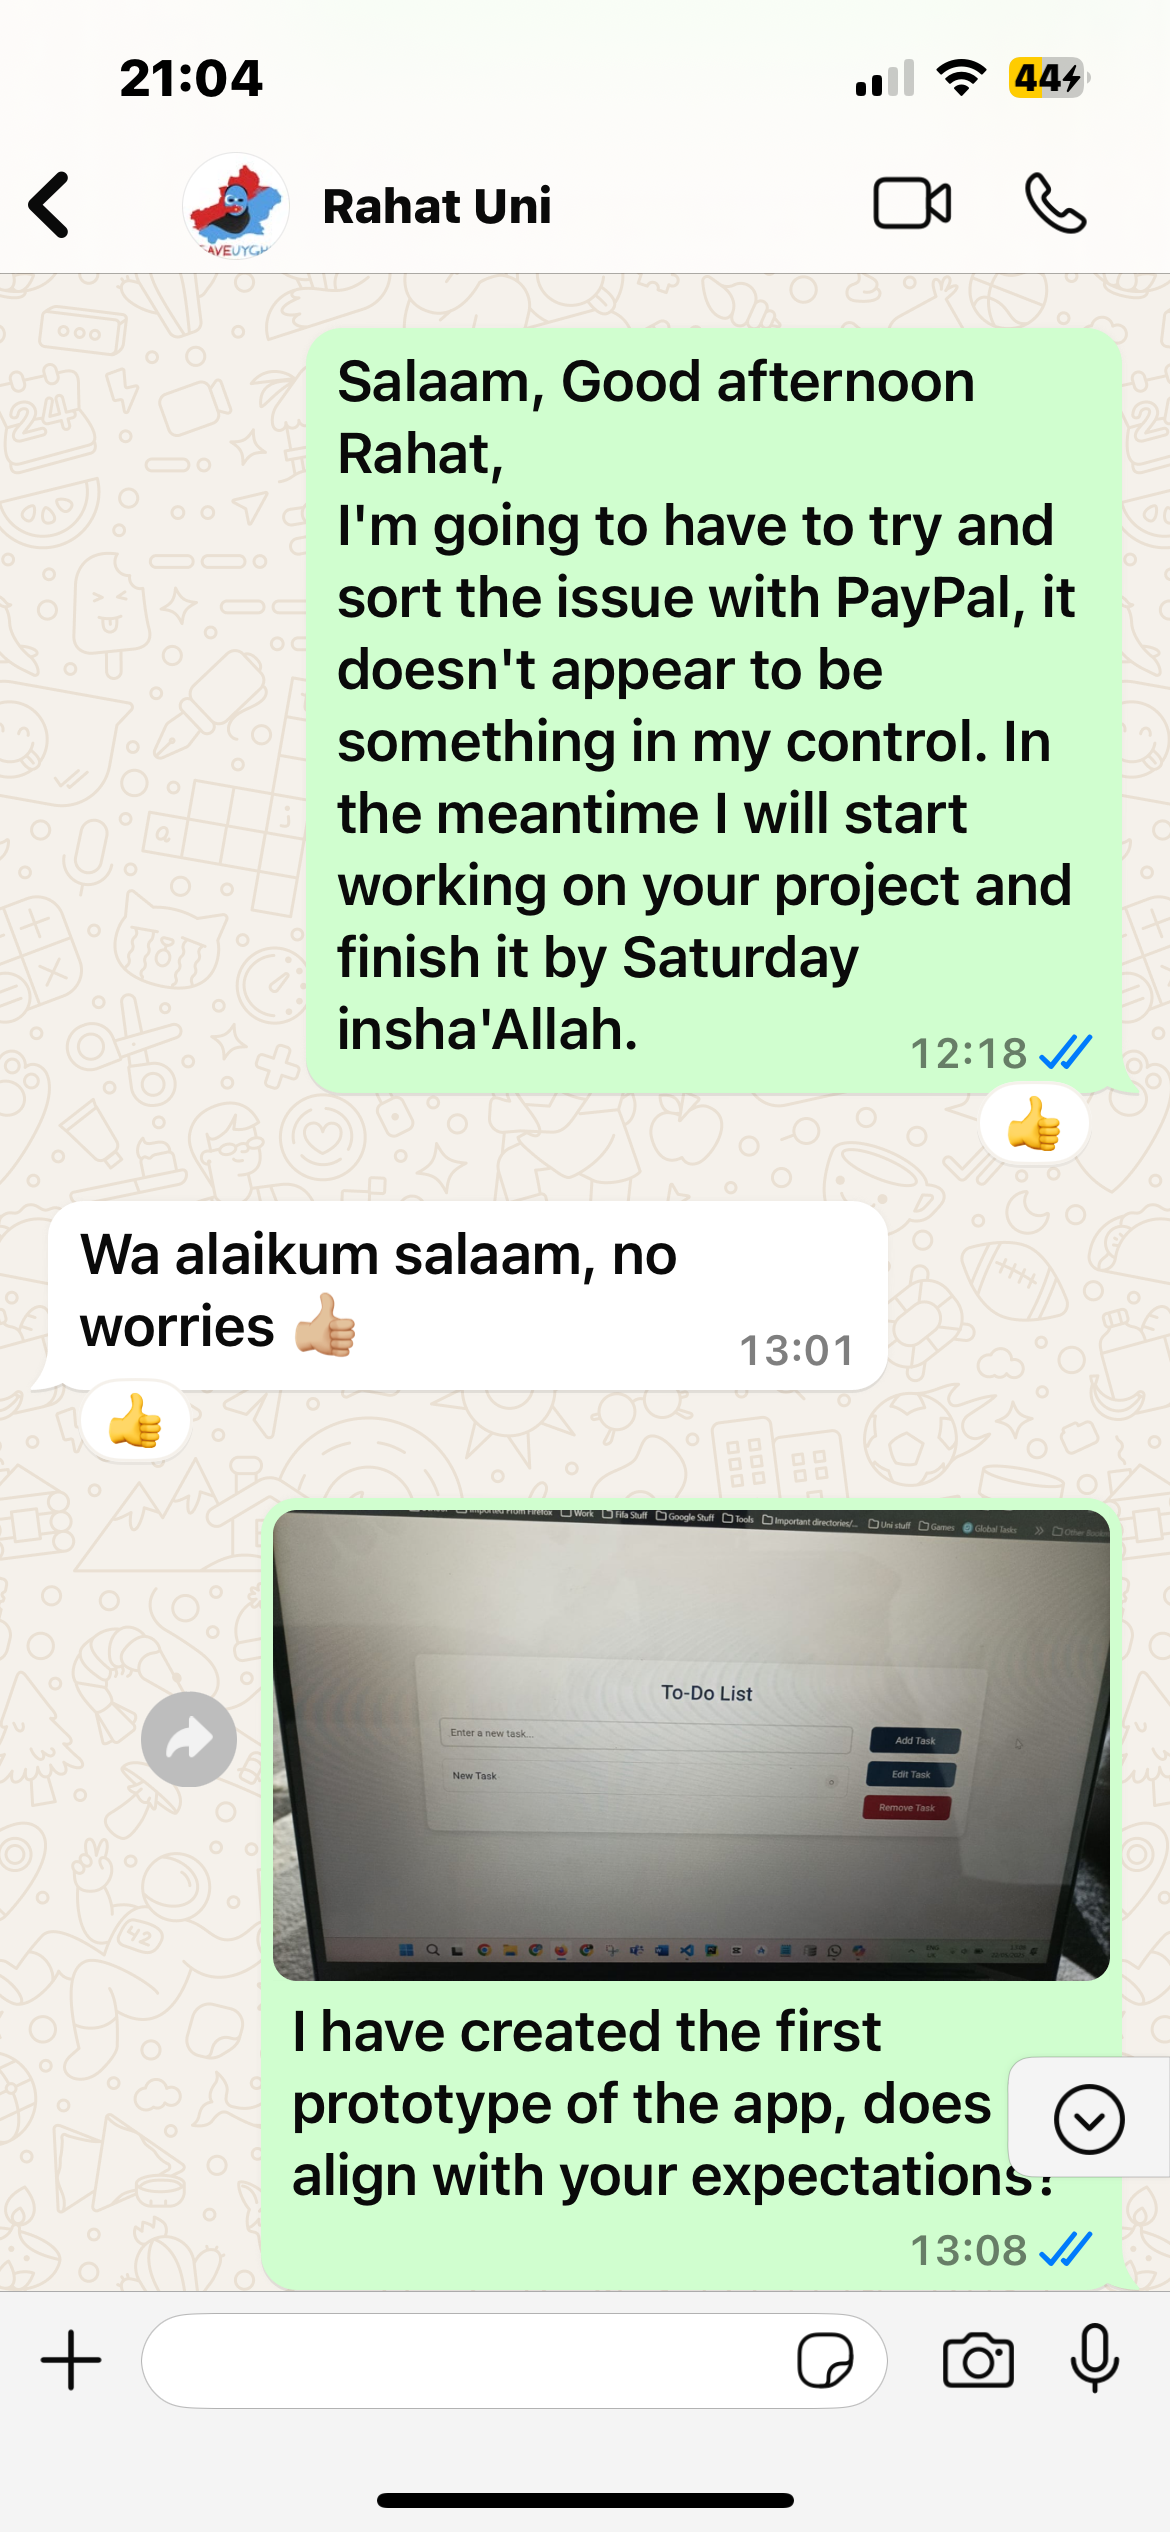 21:04
44
Rahat Uni
AVEUYGH
Salaam, Good afternoon
Rahat,
I'm going to have to try and
sort the issue with PayPal, it
doesn't appear to be
something in my control. In
the meantime I will start
working on your project and
finish it by Saturday
insha'Allah.
12:18
Wa alaikum salaam, no
worries 👍🏼
13:01
Imported From Firefox Work Fifa Stuff Google Stuff Tools Important directories/... Uni stuff Games Global Tasks » Other Bookm
To-Do List
Enter a new task...
Add Task
New Task
Edit Task
Remove Task
I have created the first
prototype of the app, does
align with your expectations?
13:08